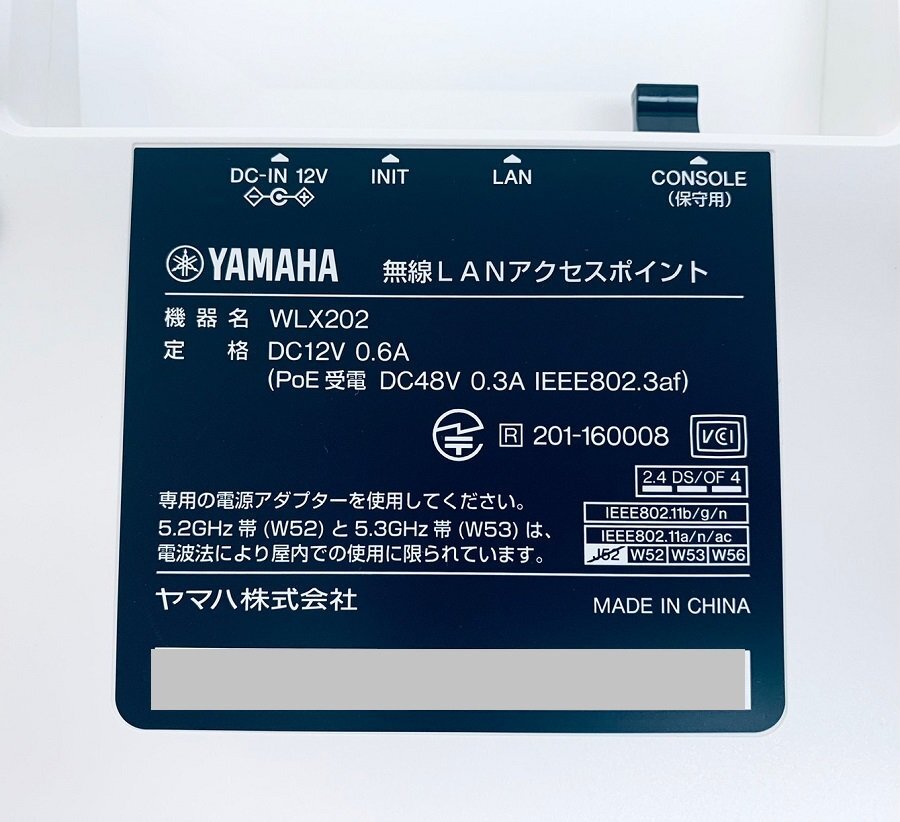 DC-IN 12V INIT LAN CONSOLE
(保守用)
YAMAHA 無線LANアクセスポイント
機器名 WLX202
定格 DC12V 0.6A
(PoE 受電 DC48V 0.3A IEEE802.3af)
R 201-160008 VCI
2.4 DS/OF 4
専用の電源アダプターを使用してください。
IEEE802.11b/g/n
5.2GHz 帯 (W52) と 5.3GHz 帯 (W53) は、
IEEE802.11a/n/ac
電波法により屋内での使用に限られています。
J52 W52 W53 W56
ヤマハ株式会社
MADE IN CHINA